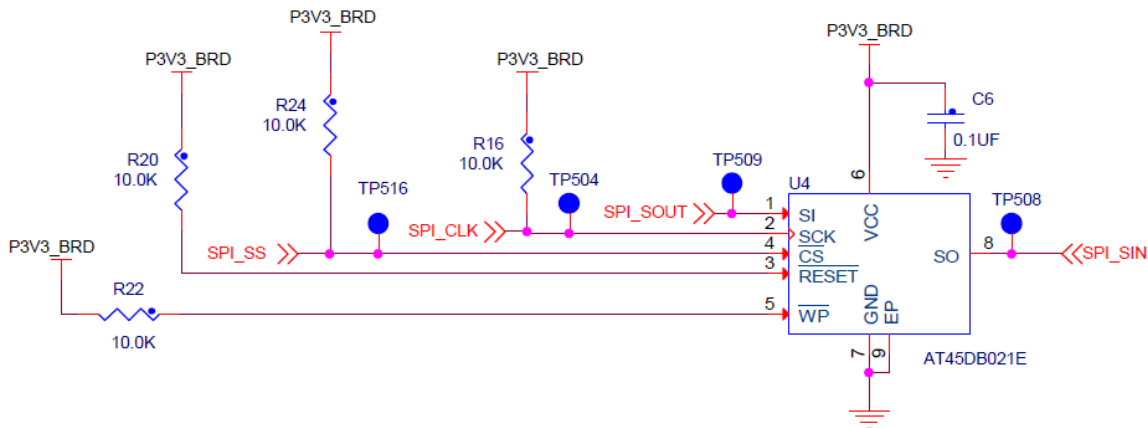 P3V3_BRD
P3V3_BRD
P3V3_BRD
P3V3_BRD
R24
10.0K
R20
10.0K
R16
10.0K
C6
0.1UF
TP516
TP504
TP509
U4
6
TP508
SPI_SOUT
1
SI
VCC
SPI_CLK
2
SCK
SPI_SS
4
CS
SO
8
SPI_SIN
3
RESET
P3V3_BRD
R22
10.0K
5
WP
GND
EP
7
9
AT45DB021E